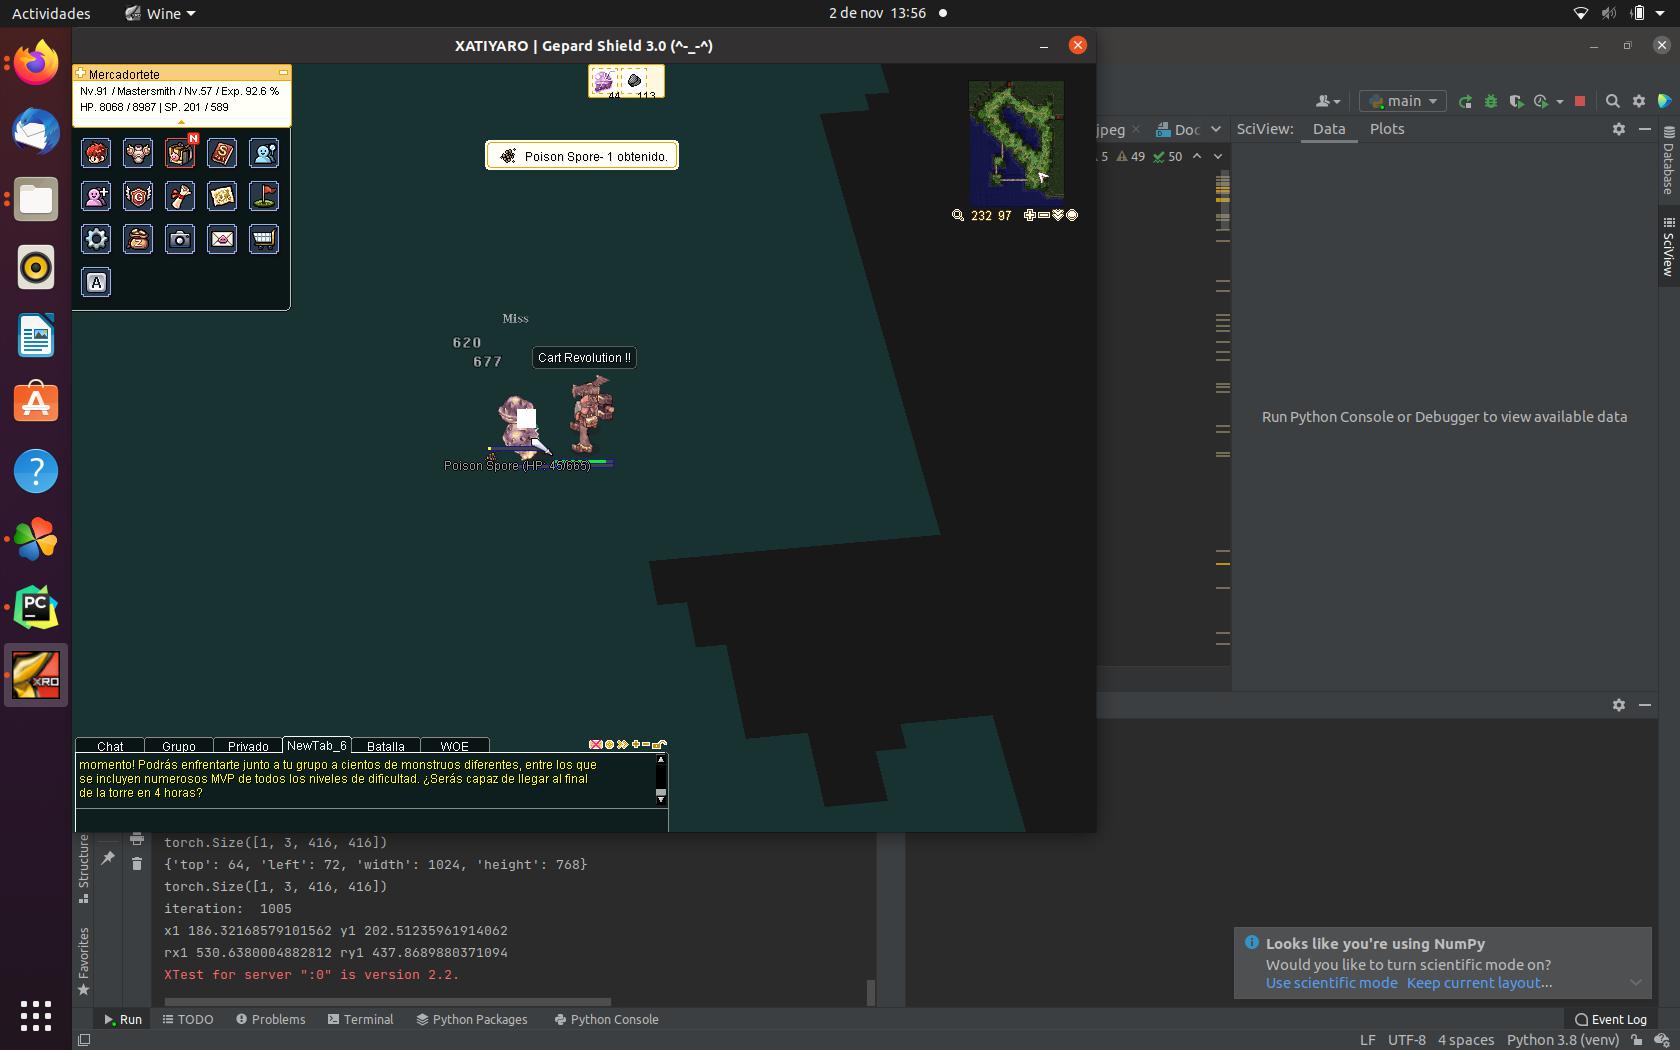 Actividades
Wine
2 de nov 13:56
XATIYARO | Gepard Shield 3.0 (^-_-^)
Mercadortete
Nv.91 / Mastersmith / Nv.57 / Exp. 92.6 %
HP. 8068 / 8987 | SP. 201 / 589
N
A
44
113
Poison Spore- 1 obtenido.
232 97
Miss
620
677
Cart Revolution !!
Poison Spore (HP: 45/665)
XRO
PC
Chat
Grupo
Privado
NewTab_6
Batalla
WOE
momento! Podrás enfrentarte junto a tu grupo a cientos de monstruos diferentes, entre los que
se incluyen numerosos MVP de todos los niveles de dificultad. ¿Serás capaz de llegar al final
de la torre en 4 horas?
main
jpeg
Doc
SciView:
Data
Plots
5
49
50
Database
SciView
Run Python Console or Debugger to view available data
Structure
Favorites
torch.Size([1, 3, 416, 416])
{'top': 64, 'left': 72, 'width': 1024, 'height': 768}
torch.Size([1, 3, 416, 416])
iteration:  1005
x1 186.32168579101562 y1 202.51235961914062
rx1 530.6380004882812 ry1 437.8689880371094
XTest for server ":0" is version 2.2.
Looks like you're using NumPy
Would you like to turn scientific mode on?
Use scientific mode Keep current layout...
Run
TODO
Problems
Terminal
Python Packages
Python Console
Event Log
LF UTF-8 4 spaces Python 3.8 (venv)